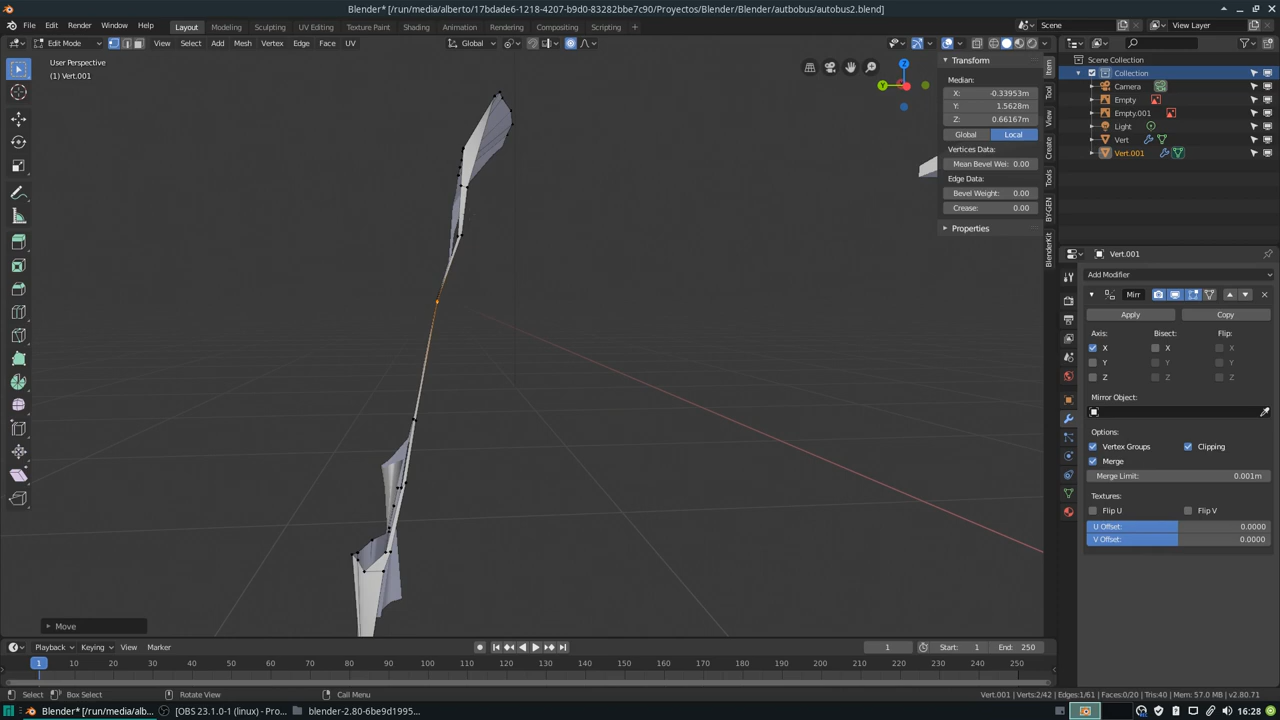 Blender* [/run/media/alberto/17bdade6-1218-4207-b9d0-83282bbe7c90/Proyectos/Blender/autbobus/autobus2.blend]
File Edit Render Window Help Layout Modeling Sculpting UV Editing Texture Paint Shading Animation Rendering Compositing Scripting + Scene View Layer
Edit Mode View Select Add Mesh Vertex Edge Face UV Global
User Perspective
(1) Vert.001
Transform
Median:
X: -0.33953m
Y: 1.5628m
Z: 0.66167m
Global Local
Vertices Data:
Mean Bevel Wei: 0.00
Edge Data:
Bevel Weight: 0.00
Crease: 0.00
Properties
Item
Tool
View
Create
Tools
BY-GEN
BlenderKit
Z
Y
Scene Collection
Collection
Camera
Empty
Empty.001
Light
Vert
Vert.001
Vert.001
Add Modifier
Mirr
Apply Copy
Axis: Bisect: Flip:
X X X
Y Y Y
Z Z Z
Mirror Object:
Options:
Vertex Groups Clipping
Merge
Merge Limit: 0.001m
Textures:
Flip U Flip V
U Offset: 0.0000
V Offset: 0.0000
Move
Playback Keying View Marker 1 Start: 1 End: 250
1 10 20 30 40 50 60 70 80 90 100 110 120 130 140 150 160 170 180 190 200 210 220 230 240 250
Select Box Select Rotate View Call Menu Vert.001 | Verts:2/42 | Edges:1/61 | Faces:0/20 | Tris:40 | Mem: 57.0 MB | v2.80.71
Blender* [/run/media/alb... [OBS 23.1.0-1 (linux) - Pro... blender-2.80-6be9d1995... 16:28